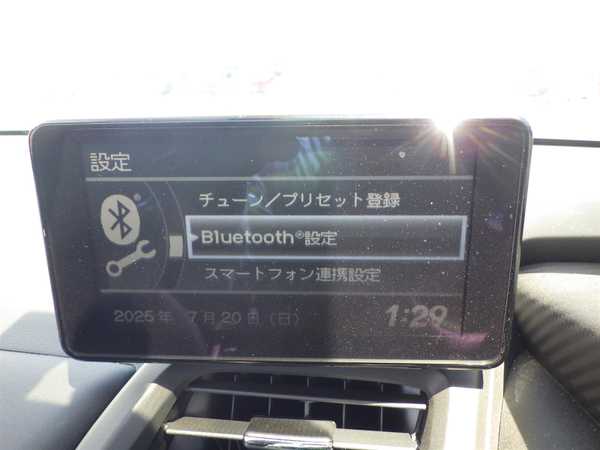 設定
チューン／プリセット登録
Bluetooth®設定
スマートフォン連携設定
2025年 7月20日（日） 1:29